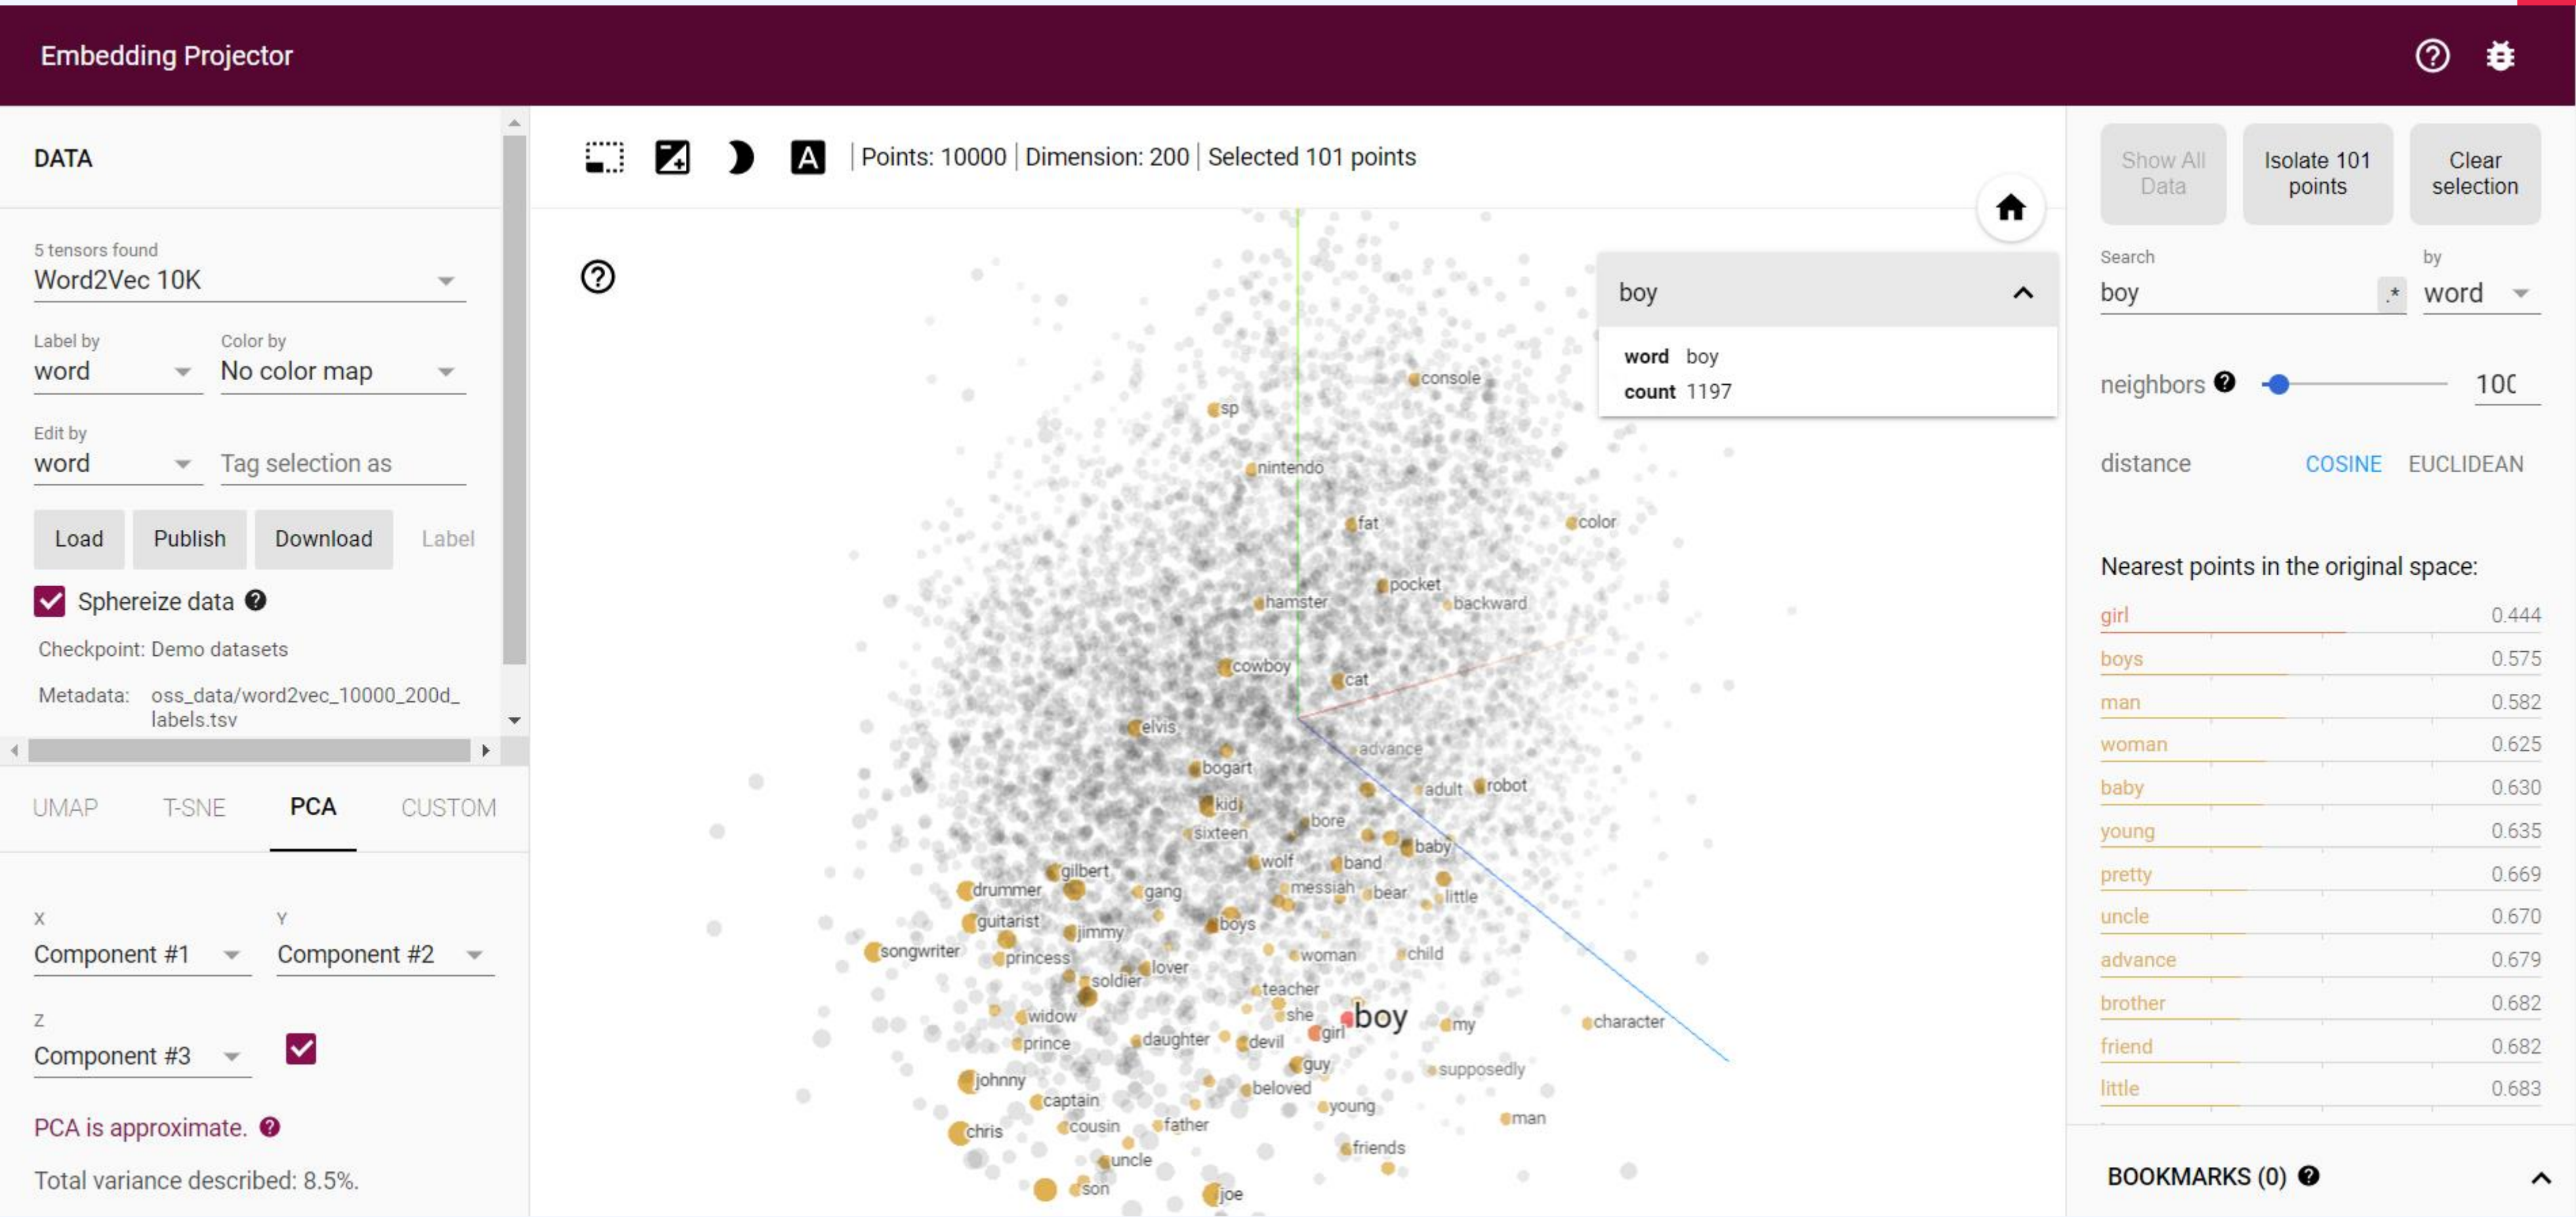 Embedding Projector
DATA
5 tensors found
Word2Vec 10K
Label by
Color by
word
No color map
Edit by
word
Tag selection as
Load
Publish
Download
Label
Sphereize data
Checkpoint: Demo datasets
Metadata: oss_data/word2vec_10000_200d_
labels.tsv
UMAP
T-SNE
PCA
CUSTOM
X
Y
Component #1
Component #2
Z
Component #3
PCA is approximate.
Total variance described: 8.5%.
A
Points: 10000
Dimension: 200
Selected 101 points
boy
word boy
count 1197
console
sp
nintendo
fat
color
pocket
hamster
backward
cowboy
cat
elvis
advance
bogart
adult
robot
kid
bore
sixteen
baby
wolf
band
gilbert
drummer
gang
messiah
bear
little
guitarist
boys
jimmy
songwriter
princess
woman
child
lover
soldier
teacher
widow
she
boy
girl
my
character
prince
daughter
devil
guy
supposedly
johnny
beloved
captain
young
man
chris
cousin
father
friends
uncle
son
joe
Show All
Data
Isolate 101
points
Clear
selection
Search
by
boy
.*
word
neighbors
100
distance
COSINE
EUCLIDEAN
Nearest points in the original space:
girl 0.444
boys 0.575
man 0.582
woman 0.625
baby 0.630
young 0.635
pretty 0.669
uncle 0.670
advance 0.679
brother 0.682
friend 0.682
little 0.683
BOOKMARKS (0)